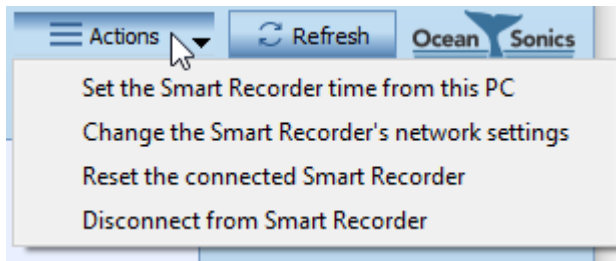 Actions Refresh Ocean Sonics
Set the Smart Recorder time from this PC
Change the Smart Recorder's network settings
Reset the connected Smart Recorder
Disconnect from Smart Recorder